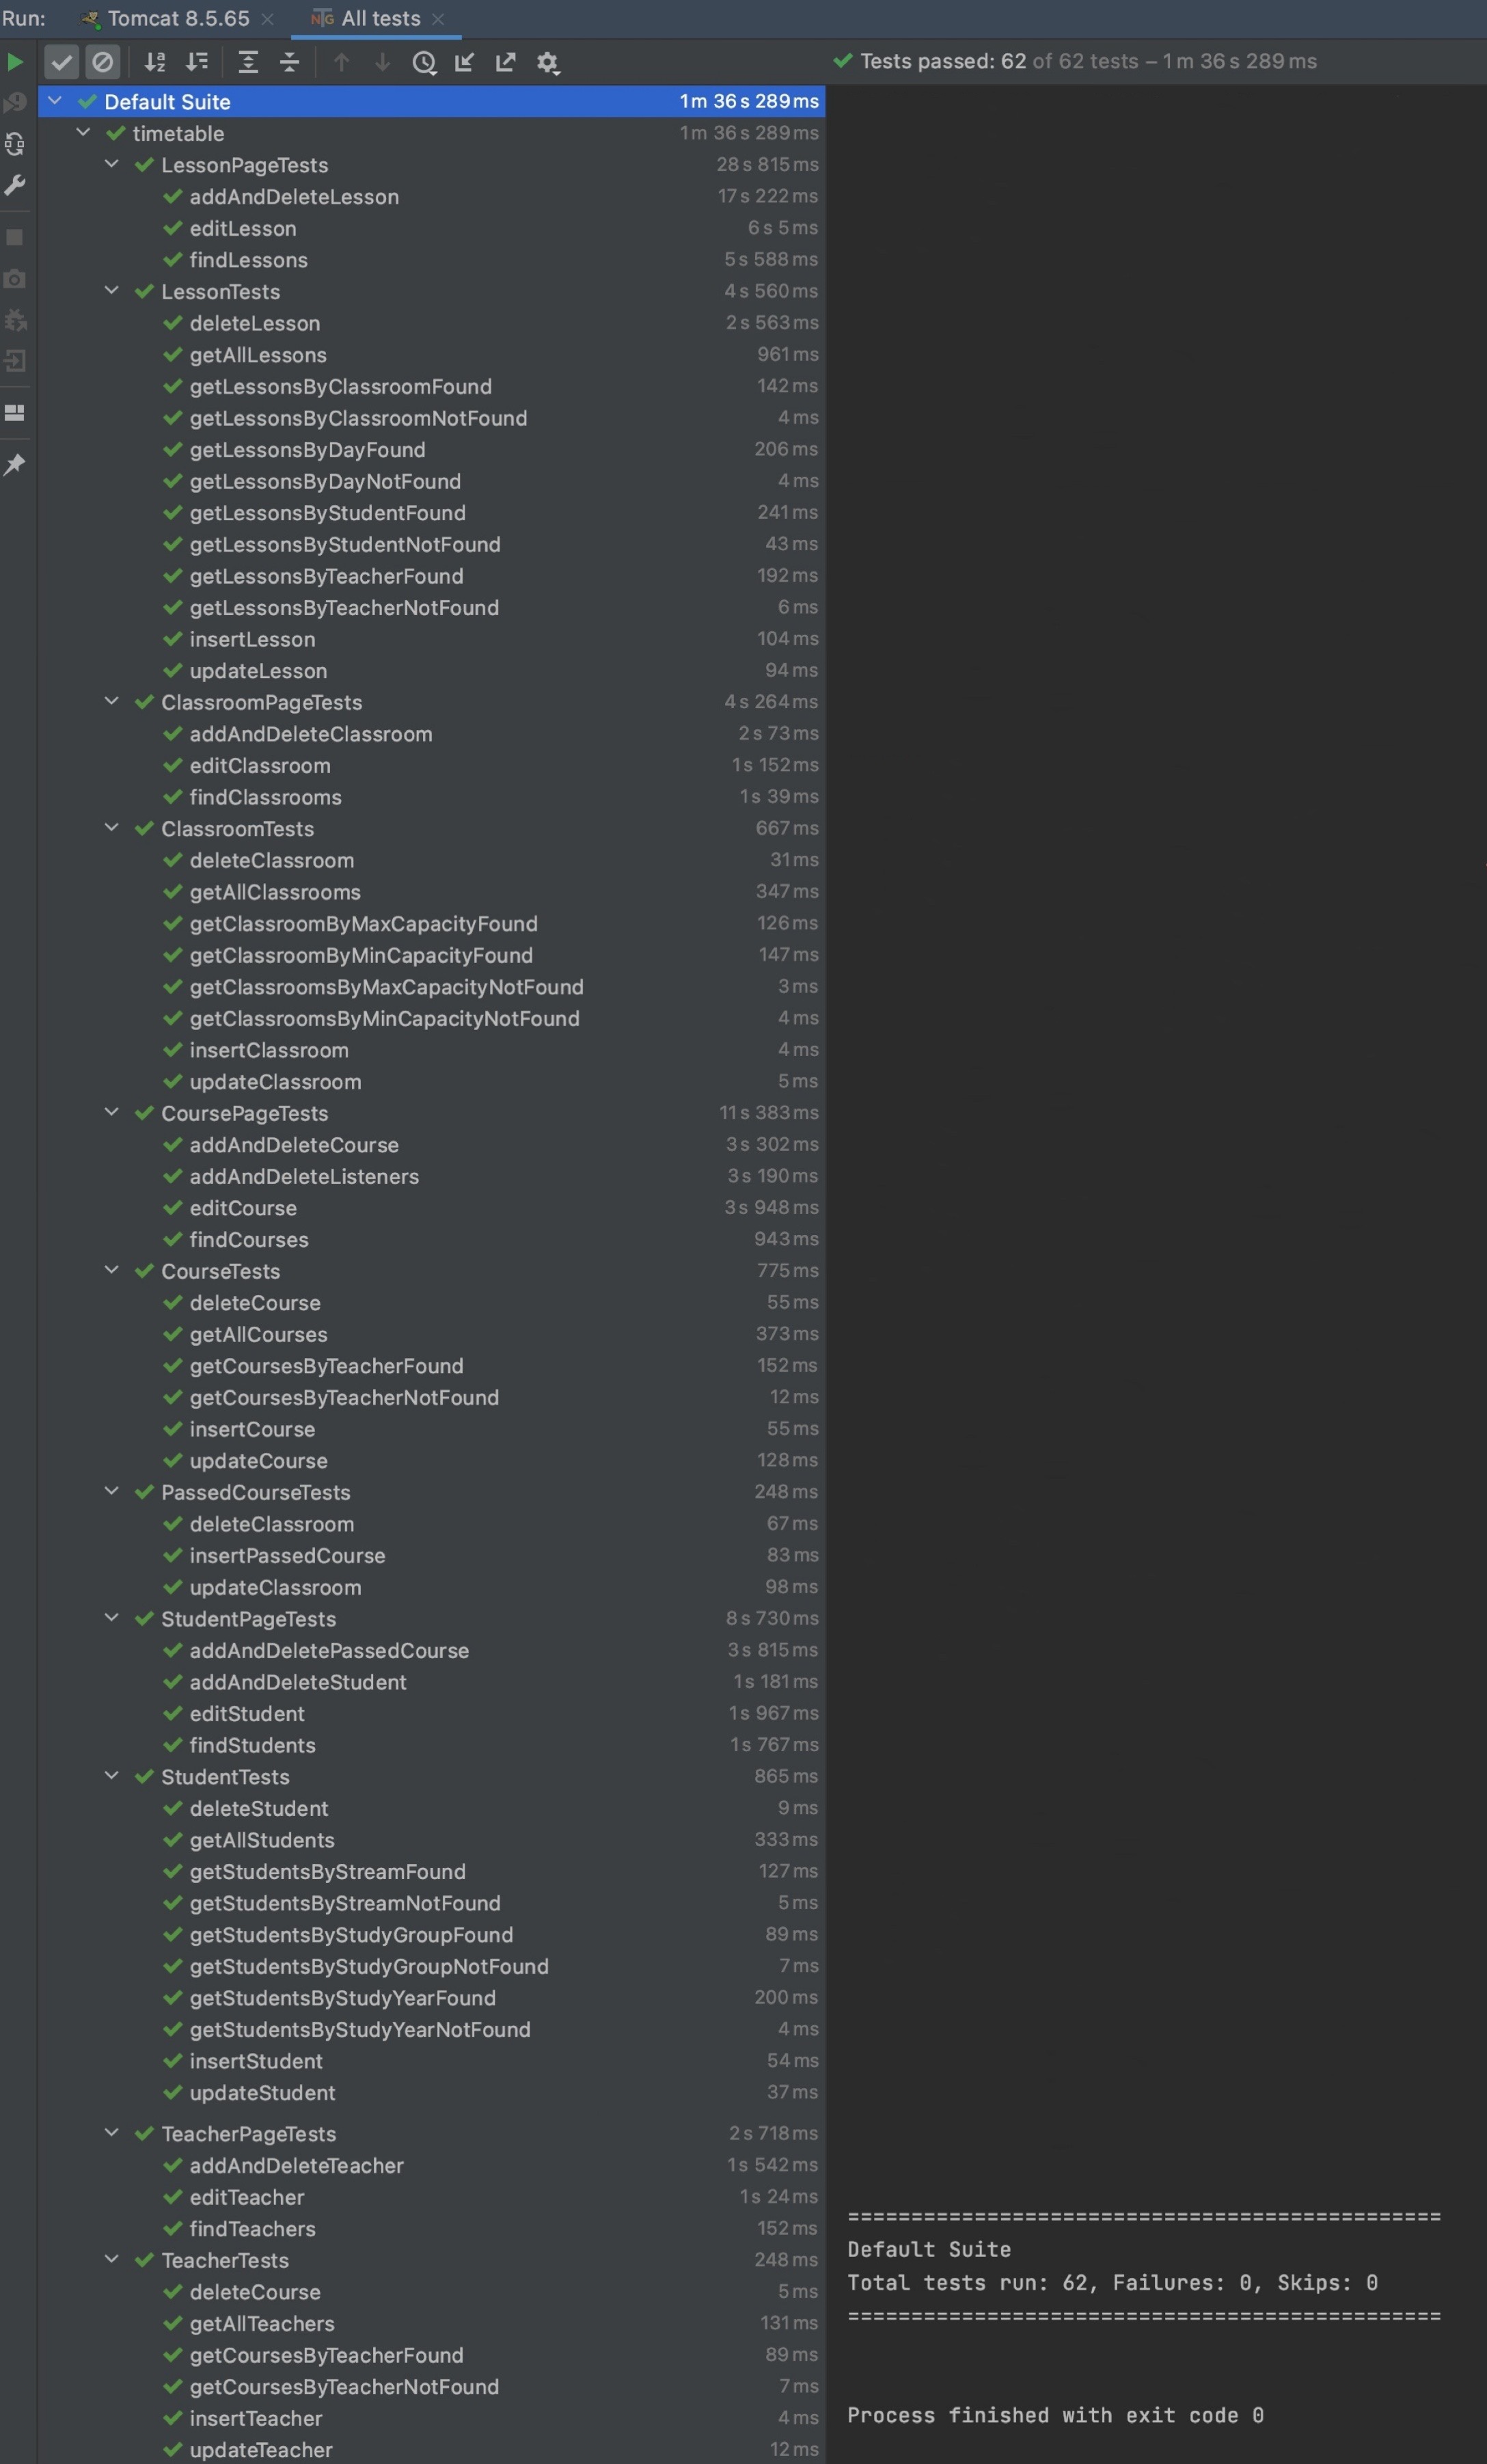 Run: Tomcat 8.5.65 All tests
Tests passed: 62 of 62 tests – 1 m 36 s 289 ms
Default Suite 1 m 36 s 289 ms
timetable 1 m 36 s 289 ms
LessonPageTests 28 s 815 ms
addAndDeleteLesson 17 s 222 ms
editLesson 6 s 5 ms
findLessons 5 s 588 ms
LessonTests 4 s 560 ms
deleteLesson 2 s 563 ms
getAllLessons 961 ms
getLessonsByClassroomFound 142 ms
getLessonsByClassroomNotFound 4 ms
getLessonsByDayFound 206 ms
getLessonsByDayNotFound 4 ms
getLessonsByStudentFound 241 ms
getLessonsByStudentNotFound 43 ms
getLessonsByTeacherFound 192 ms
getLessonsByTeacherNotFound 6 ms
insertLesson 104 ms
updateLesson 94 ms
ClassroomPageTests 4 s 264 ms
addAndDeleteClassroom 2 s 73 ms
editClassroom 1 s 152 ms
findClassrooms 1 s 39 ms
ClassroomTests 667 ms
deleteClassroom 31 ms
getAllClassrooms 347 ms
getClassroomByMaxCapacityFound 126 ms
getClassroomByMinCapacityFound 147 ms
getClassroomsByMaxCapacityNotFound 3 ms
getClassroomsByMinCapacityNotFound 4 ms
insertClassroom 4 ms
updateClassroom 5 ms
CoursePageTests 11 s 383 ms
addAndDeleteCourse 3 s 302 ms
addAndDeleteListeners 3 s 190 ms
editCourse 3 s 948 ms
findCourses 943 ms
CourseTests 775 ms
deleteCourse 55 ms
getAllCourses 373 ms
getCoursesByTeacherFound 152 ms
getCoursesByTeacherNotFound 12 ms
insertCourse 55 ms
updateCourse 128 ms
PassedCourseTests 248 ms
deleteClassroom 67 ms
insertPassedCourse 83 ms
updateClassroom 98 ms
StudentPageTests 8 s 730 ms
addAndDeletePassedCourse 3 s 815 ms
addAndDeleteStudent 1 s 181 ms
editStudent 1 s 967 ms
findStudents 1 s 767 ms
StudentTests 865 ms
deleteStudent 9 ms
getAllStudents 333 ms
getStudentsByStreamFound 127 ms
getStudentsByStreamNotFound 5 ms
getStudentsByStudyGroupFound 89 ms
getStudentsByStudyGroupNotFound 7 ms
getStudentsByStudyYearFound 200 ms
getStudentsByStudyYearNotFound 4 ms
insertStudent 54 ms
updateStudent 37 ms
TeacherPageTests 2 s 718 ms
addAndDeleteTeacher 1 s 542 ms
editTeacher 1 s 24 ms
findTeachers 152 ms
TeacherTests 248 ms
deleteCourse 5 ms
getAllTeachers 131 ms
getCoursesByTeacherFound 89 ms
getCoursesByTeacherNotFound 7 ms
insertTeacher 4 ms
updateTeacher 12 ms
===============================================
Default Suite
Total tests run: 62, Failures: 0, Skips: 0
===============================================
Process finished with exit code 0